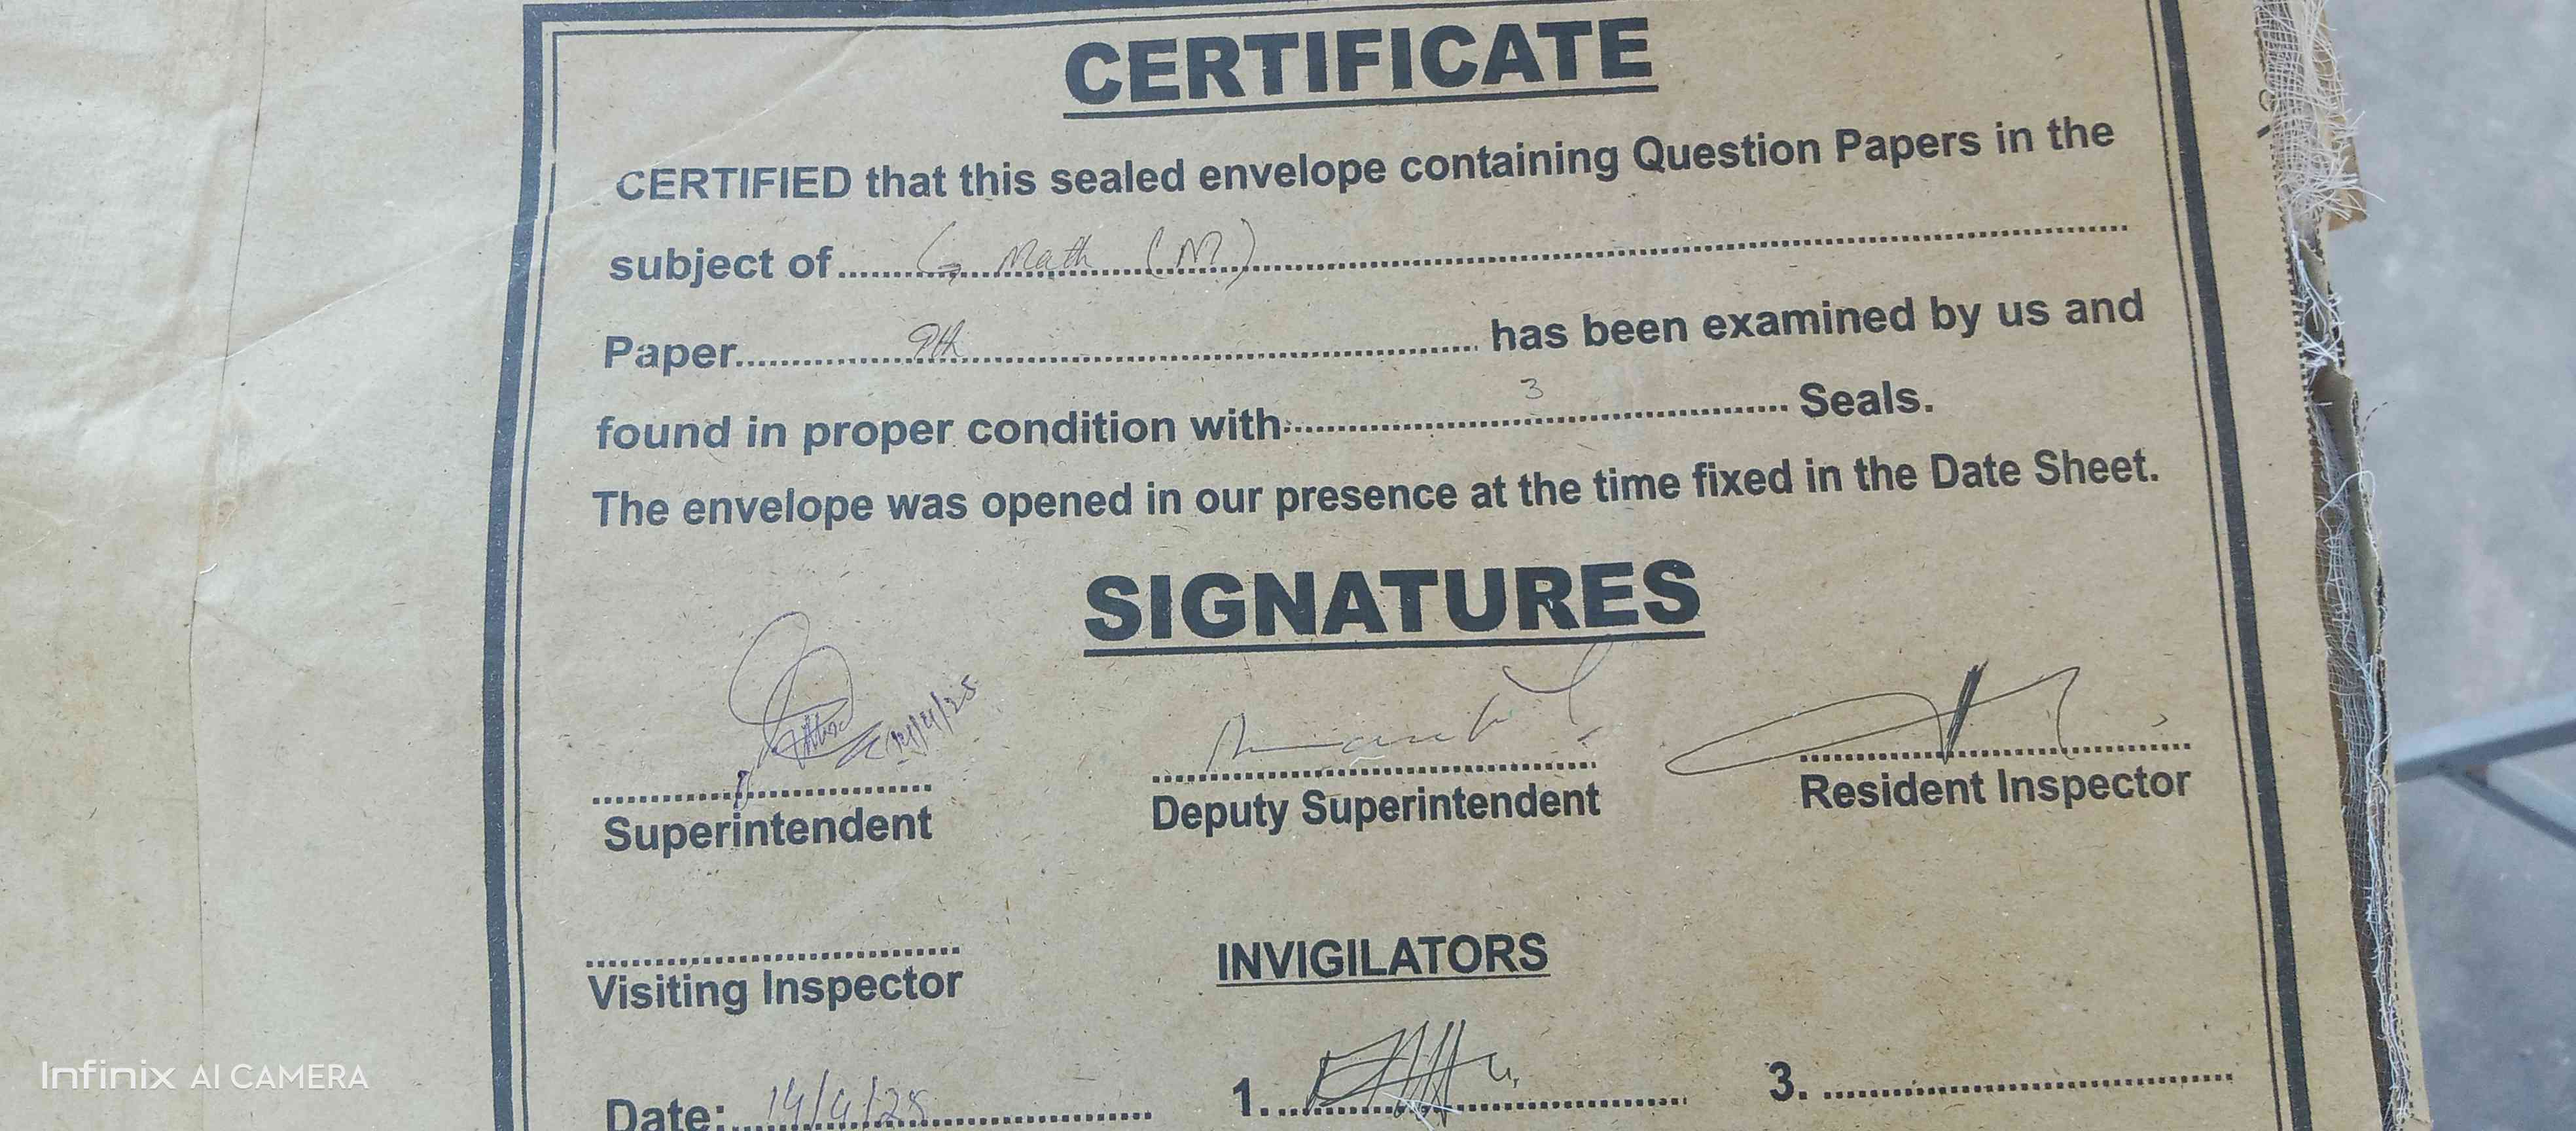 CERTIFICATE
CERTIFIED that this sealed envelope containing Question Papers in the
subject of.......... G. Math (M) ..........
Paper.......... 9th .......... has been examined by us and
found in proper condition with.......... 3 .......... Seals.
The envelope was opened in our presence at the time fixed in the Date Sheet.
SIGNATURES
14/4/25
Superintendent Deputy Superintendent Resident Inspector
Visiting Inspector INVIGILATORS
Date: 14/4/25 1. 3.
Infinix AI CAMERA